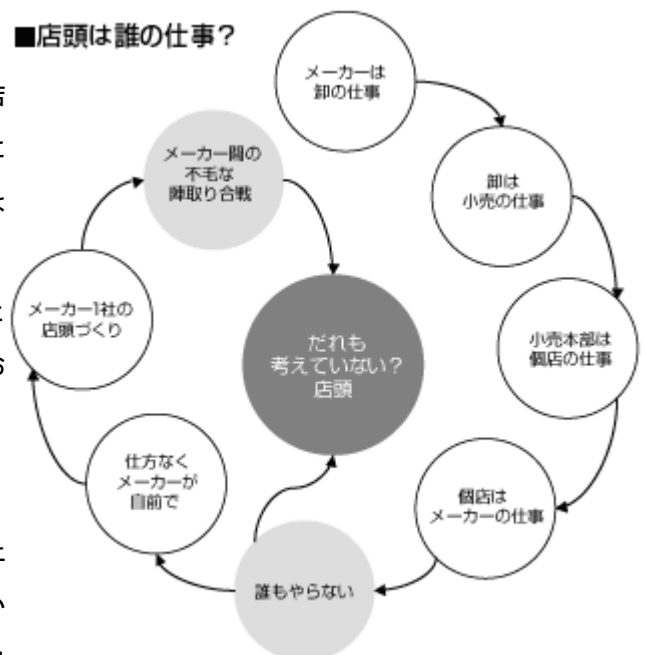 ■店頭は誰の仕事？
メーカーは
卸の仕事
卸は
小売の仕事
小売本部は
個店の仕事
個店は
メーカーの仕事
誰もやらない
仕方なく
メーカーが
自前で
メーカー1社の
店頭づくり
メーカー間の
不毛な
陣取り合戦
だれも
考えていない？
店頭